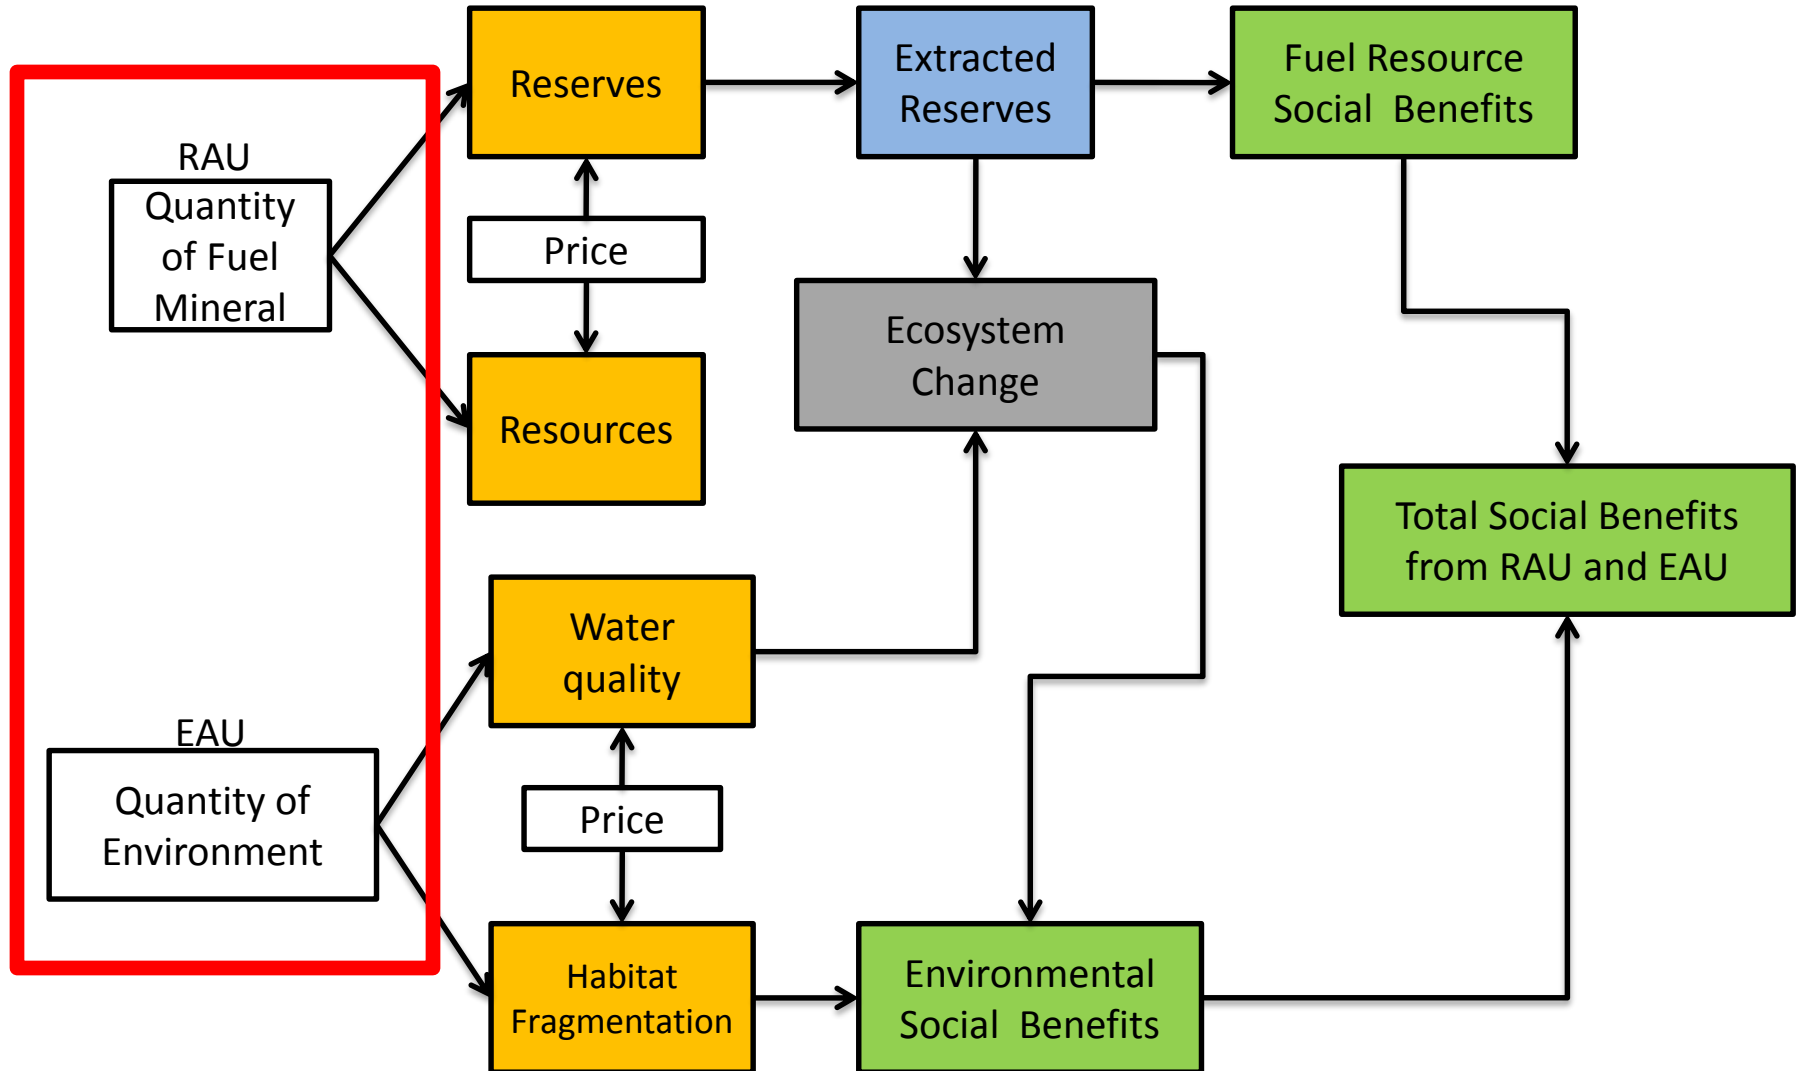 RAU
Quantity
of Fuel
Mineral
Reserves
Price
Resources
Extracted
Reserves
Fuel Resource
Social Benefits
Ecosystem
Change
Total Social Benefits
from RAU and EAU
EAU
Quantity of
Environment
Water
quality
Price
Habitat
Fragmentation
Environmental
Social Benefits